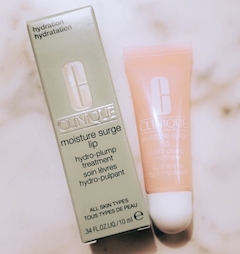 hydration
hydratation
CLINIQUE
moisture surge
lip
hydro-plump
treatment
soin lèvres
hydro-pulpant
ALL SKIN TYPES
TOUS TYPES DE PEAU
.34 FL.OZ./10 ml ℮
CLINIQUE